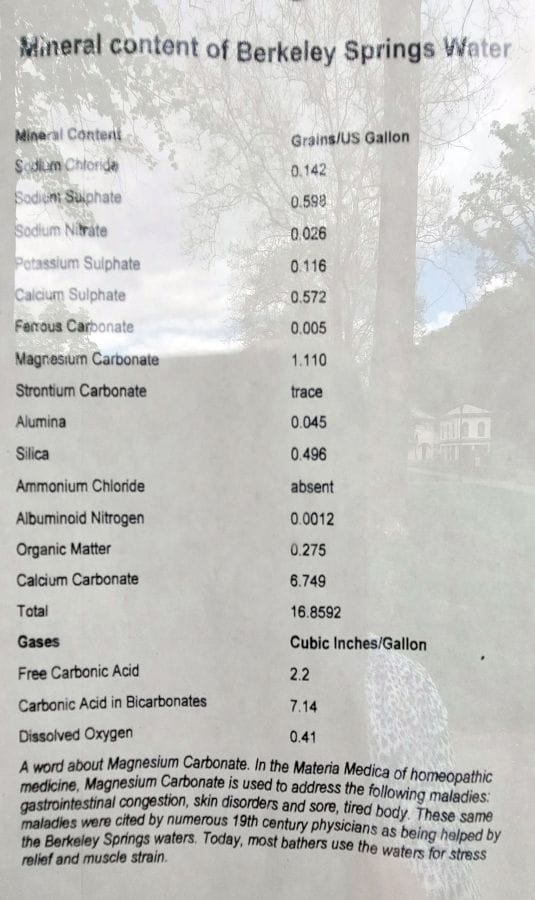 Mineral content of Berkeley Springs Water
Mineral Content Grains/US Gallon
Sodium Chloride 0.142
Sodium Sulphate 0.598
Sodium Nitrate 0.026
Potassium Sulphate 0.116
Calcium Sulphate 0.572
Ferrous Carbonate 0.005
Magnesium Carbonate 1.110
Strontium Carbonate trace
Alumina 0.045
Silica 0.496
Ammonium Chloride absent
Albuminoid Nitrogen 0.0012
Organic Matter 0.275
Calcium Carbonate 6.749
Total 16.8592
Gases Cubic Inches/Gallon
Free Carbonic Acid 2.2
Carbonic Acid in Bicarbonates 7.14
Dissolved Oxygen 0.41
A word about Magnesium Carbonate. In the Materia Medica of homeopathic
medicine, Magnesium Carbonate is used to address the following maladies:
gastrointestinal congestion, skin disorders and sore, tired body. These same
maladies were cited by numerous 19th century physicians as being helped by
the Berkeley Springs waters. Today, most bathers use the waters for stress
relief and muscle strain.